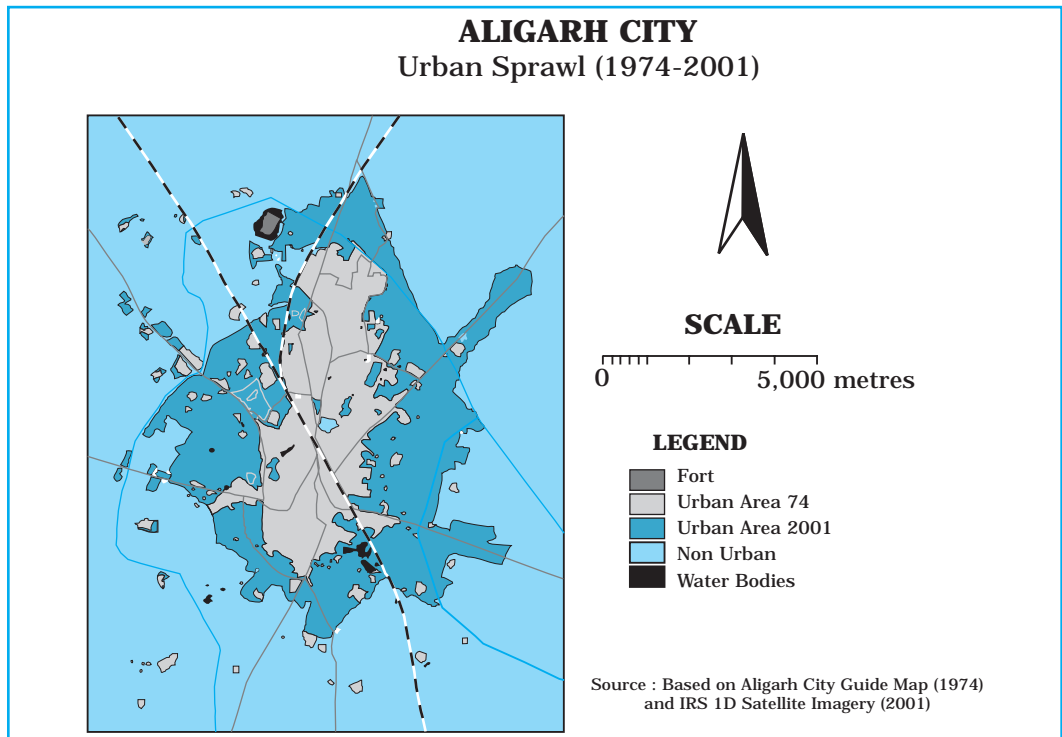 ALIGARH CITY
Urban Sprawl (1974-2001)
SCALE
0 5,000 metres
LEGEND
Fort
Urban Area 74
Urban Area 2001
Non Urban
Water Bodies
Source : Based on Aligarh City Guide Map (1974)
and IRS 1D Satellite Imagery (2001)